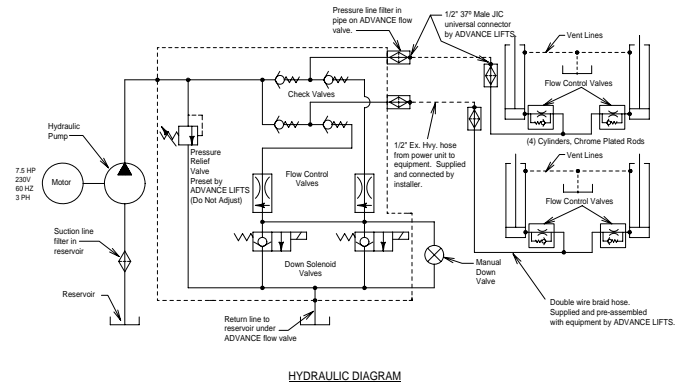 Pressure line filter in
pipe on ADVANCE flow
valve.
1/2" 37º Male JIC
universal connector
by ADVANCE LIFTS
Vent Lines
Flow Control Valves
(4) Cylinders, Chrome Plated Rods
Vent Lines
Flow Control Valves
Check Valves
Hydraulic
Pump
7.5 HP
230V
60 HZ
3 PH
Motor
Pressure
Relief
Valve
Preset by
ADVANCE LIFTS
(Do Not Adjust)
Flow Control
Valves
1/2" Ex. Hvy. hose
from power unit to
equipment. Supplied
and connected by
installer.
Suction line
filter in
reservoir
Down Solenoid
Valves
Manual
Down
Valve
Reservoir
Return line to
reservoir under
ADVANCE flow valve
Double wire braid hose.
Supplied and pre-assembled
with equipment by ADVANCE LIFTS.
HYDRAULIC DIAGRAM